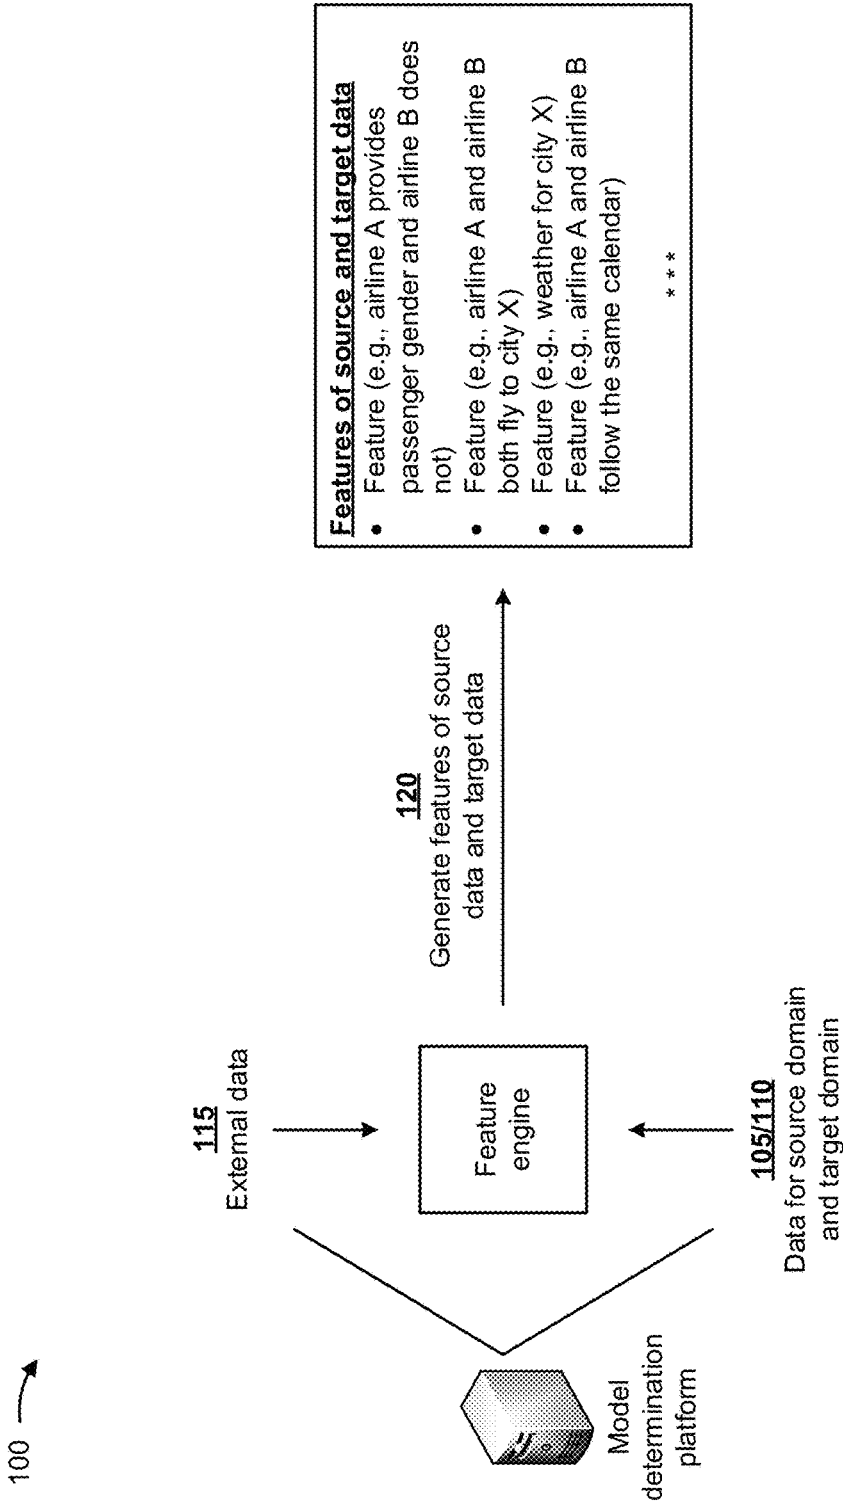 100
115
External data
Feature
engine
105/110
Data for source domain
and target domain
Model
determination
platform
120
Generate features of source
data and target data
Features of source and target data
• Feature (e.g., airline A provides
passenger gender and airline B does
not)
• Feature (e.g., airline A and airline B
both fly to city X)
• Feature (e.g., weather for city X)
• Feature (e.g., airline A and airline B
follow the same calendar)
* * *